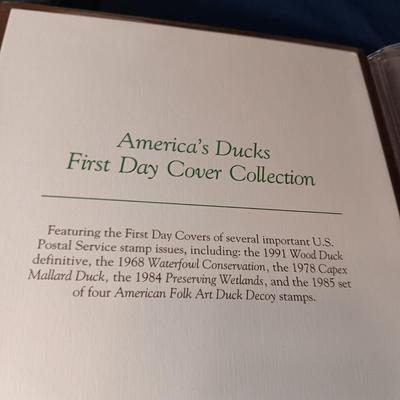 America's Ducks
First Day Cover Collection
Featuring the First Day Covers of several important U.S.
Postal Service stamp issues, including: the 1991 Wood Duck
definitive, the 1968 Waterfowl Conservation, the 1978 Capex
Mallard Duck, the 1984 Preserving Wetlands, and the 1985 set
of four American Folk Art Duck Decoy stamps.